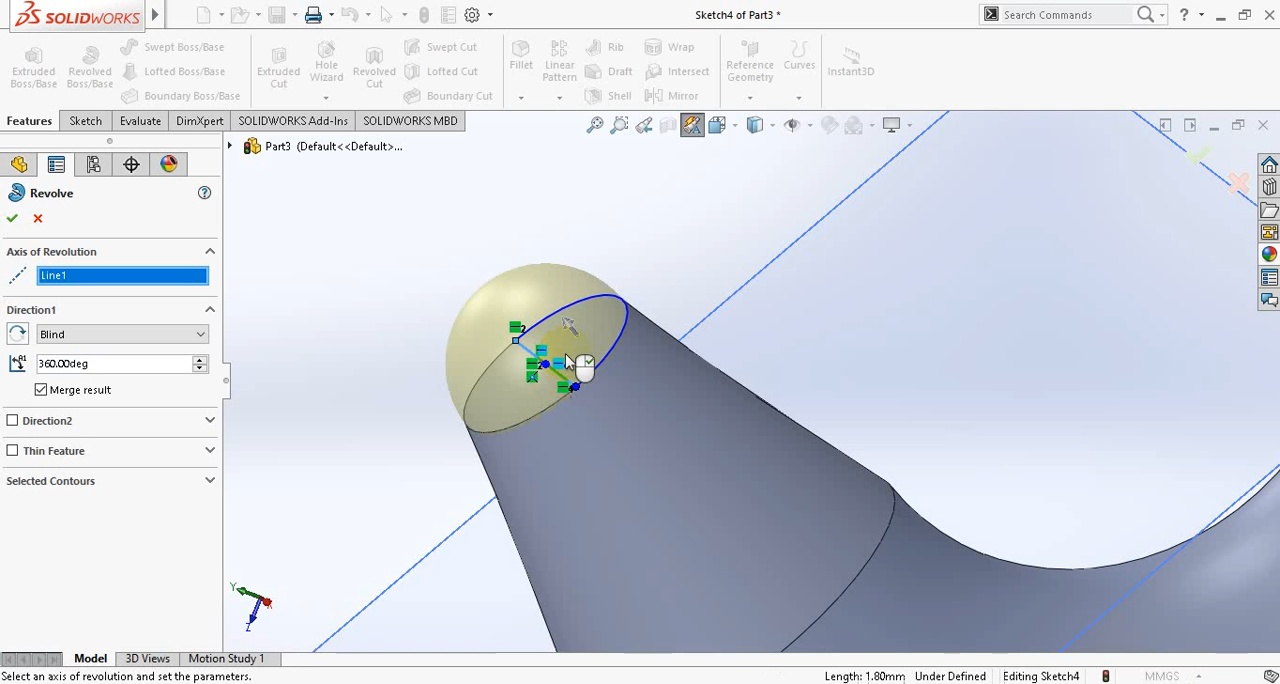 SOLIDWORKS
Sketch4 of Part3 *
Search Commands
?
Extruded Boss/Base
Revolved Boss/Base
Swept Boss/Base
Lofted Boss/Base
Boundary Boss/Base
Extruded Cut
Hole Wizard
Revolved Cut
Swept Cut
Lofted Cut
Boundary Cut
Fillet
Linear Pattern
Rib
Draft
Shell
Wrap
Intersect
Mirror
Reference Geometry
Curves
Instant3D
Features
Sketch
Evaluate
DimXpert
SOLIDWORKS Add-Ins
SOLIDWORKS MBD
Part3 (Default<<Default>...
Revolve
?
Axis of Revolution
Line1
Direction1
Blind
360.00deg
Merge result
Direction2
Thin Feature
Selected Contours
2
2
4
Y
X
Z
Model
3D Views
Motion Study 1
Select an axis of revolution and set the parameters.
Length: 1.80mm
Under Defined
Editing Sketch4
MMGS